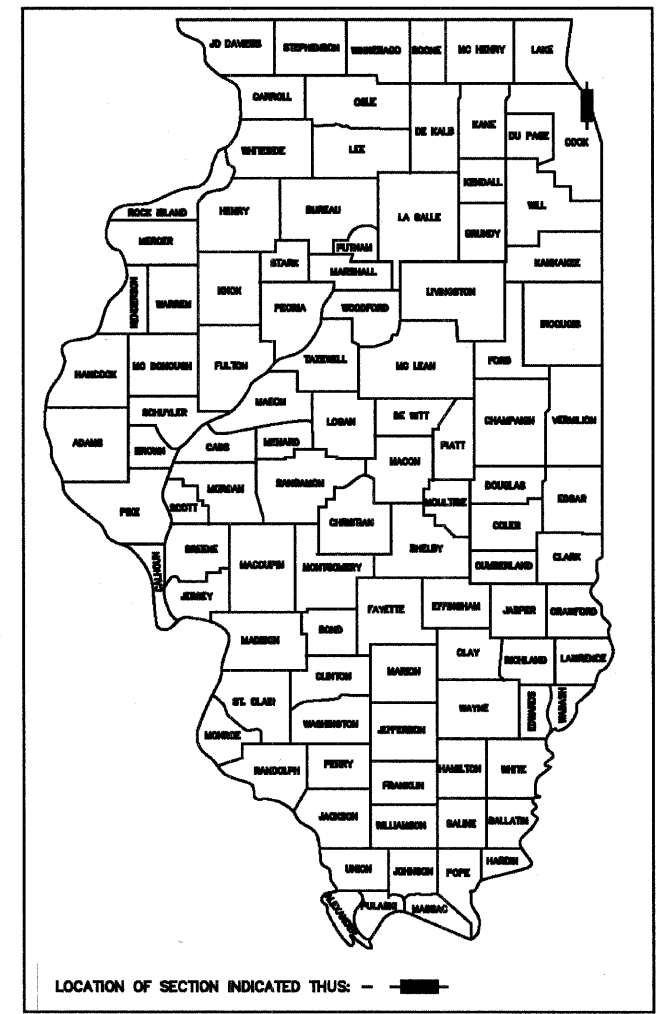 JO DAVIESS STEPHENSON WINNEBAGO BOONE MC HENRY LAKE
CARROLL OGLE DE KALB KANE DU PAGE COOK
WHITESIDE LEE
KENDALL WILL
ROCK ISLAND HENRY BUREAU LA SALLE
MERCER PUTNAM GRUNDY
STARK MARSHALL KANKAKEE
HENDERSON WARREN KNOX PEORIA WOODFORD LIVINGSTON IROQUOIS
HANCOCK MC DONOUGH FULTON TAZEWELL MC LEAN FORD
SCHUYLER MASON LOGAN DE WITT CHAMPAIGN VERMILION
ADAMS BROWN CASS MENARD PIATT
MACON
MORGAN SANGAMON DOUGLAS EDGAR
PIKE SCOTT CHRISTIAN MOULTRIE COLES
GREENE MACOUPIN MONTGOMERY SHELBY CUMBERLAND CLARK
CALHOUN JERSEY FAYETTE EFFINGHAM JASPER CRAWFORD
MADISON BOND CLAY RICHLAND LAWRENCE
CLINTON MARION
ST. CLAIR WAYNE EDWARDS WABASH
MONROE WASHINGTON JEFFERSON
RANDOLPH PERRY HAMILTON WHITE
FRANKLIN
JACKSON WILLIAMSON SALINE GALLATIN
UNION JOHNSON POPE HARDIN
ALEXANDER PULASKI MASSAC
LOCATION OF SECTION INDICATED THUS: – –